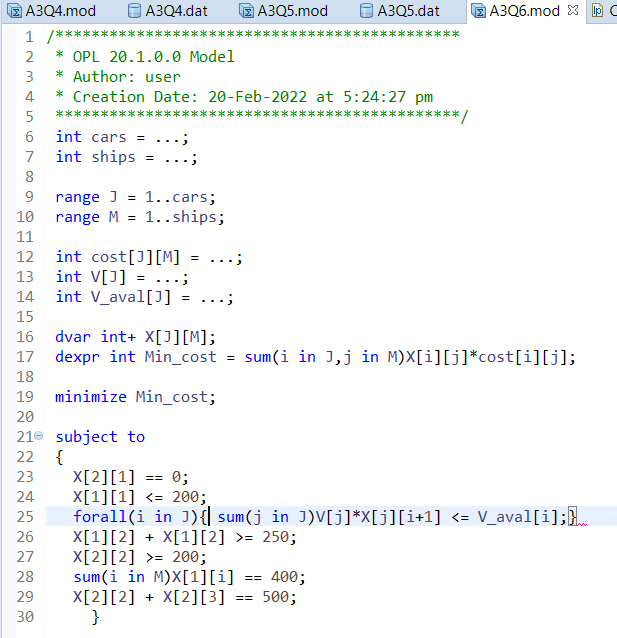 A3Q4.mod A3Q4.dat A3Q5.mod A3Q5.dat A3Q6.mod
1 /*********************************************
2 * OPL 20.1.0.0 Model
3 * Author: user
4 * Creation Date: 20-Feb-2022 at 5:24:27 pm
5 *********************************************/
6 int cars = ...;
7 int ships = ...;
8
9 range J = 1..cars;
10 range M = 1..ships;
11
12 int cost[J][M] = ...;
13 int V[J] = ...;
14 int V_aval[J] = ...;
15
16 dvar int+ X[J][M];
17 dexpr int Min_cost = sum(i in J,j in M)X[i][j]*cost[i][j];
18
19 minimize Min_cost;
20
21 subject to
22 {
23 X[2][1] == 0;
24 X[1][1] <= 200;
25 forall(i in J){ sum(j in J)V[j]*X[j][i+1] <= V_aval[i];}
26 X[1][2] + X[1][2] >= 250;
27 X[2][2] >= 200;
28 sum(i in M)X[1][i] == 400;
29 X[2][2] + X[2][3] == 500;
30 }